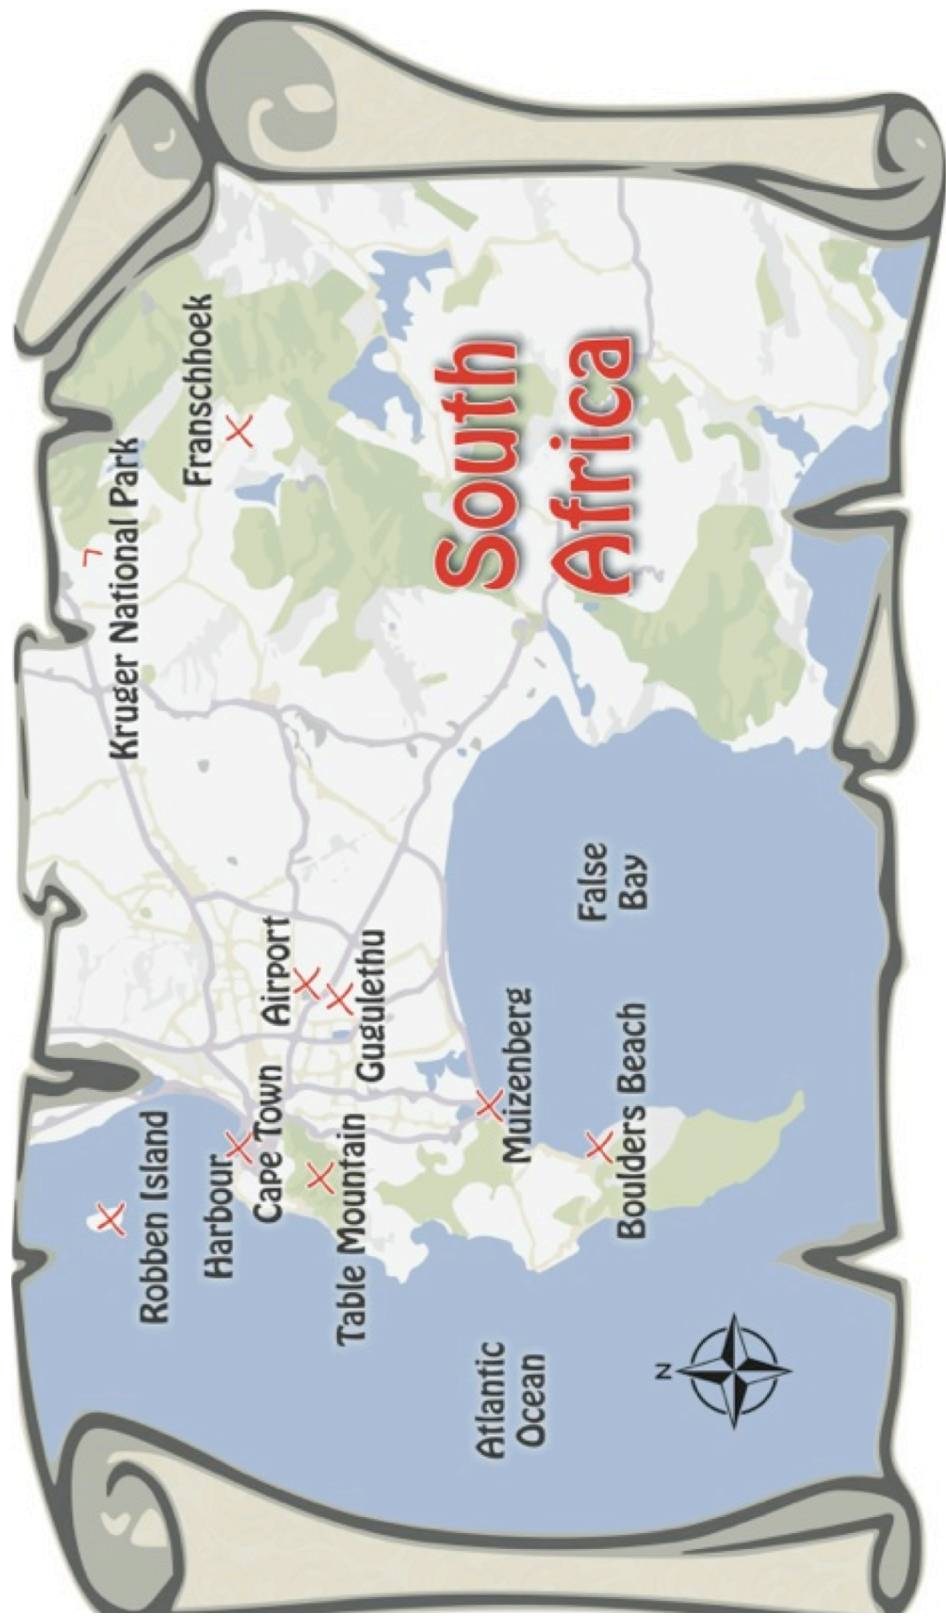 Kruger National Park
Franschhoek
South
Africa
Robben Island
Harbour
Cape Town
Airport
Gugulethu
Table Mountain
Muizenberg
False
Bay
Boulders Beach
Atlantic
Ocean
N